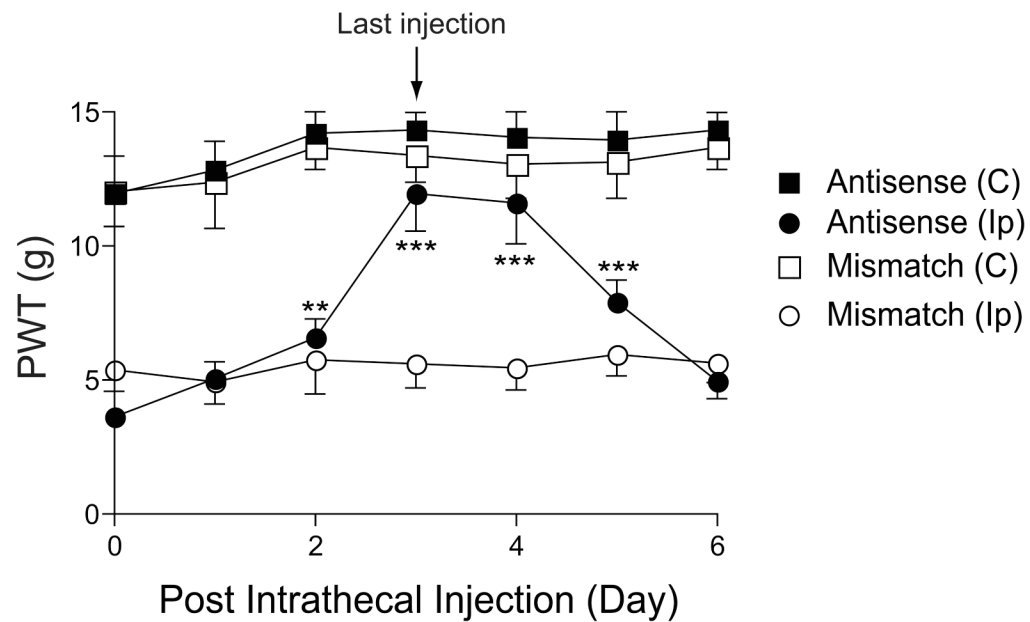 Last injection
15
10
5
0
PWT (g)
***
***
***
**
0
2
4
6
Post Intrathecal Injection (Day)
Antisense (C)
Antisense (Ip)
Mismatch (C)
Mismatch (Ip)